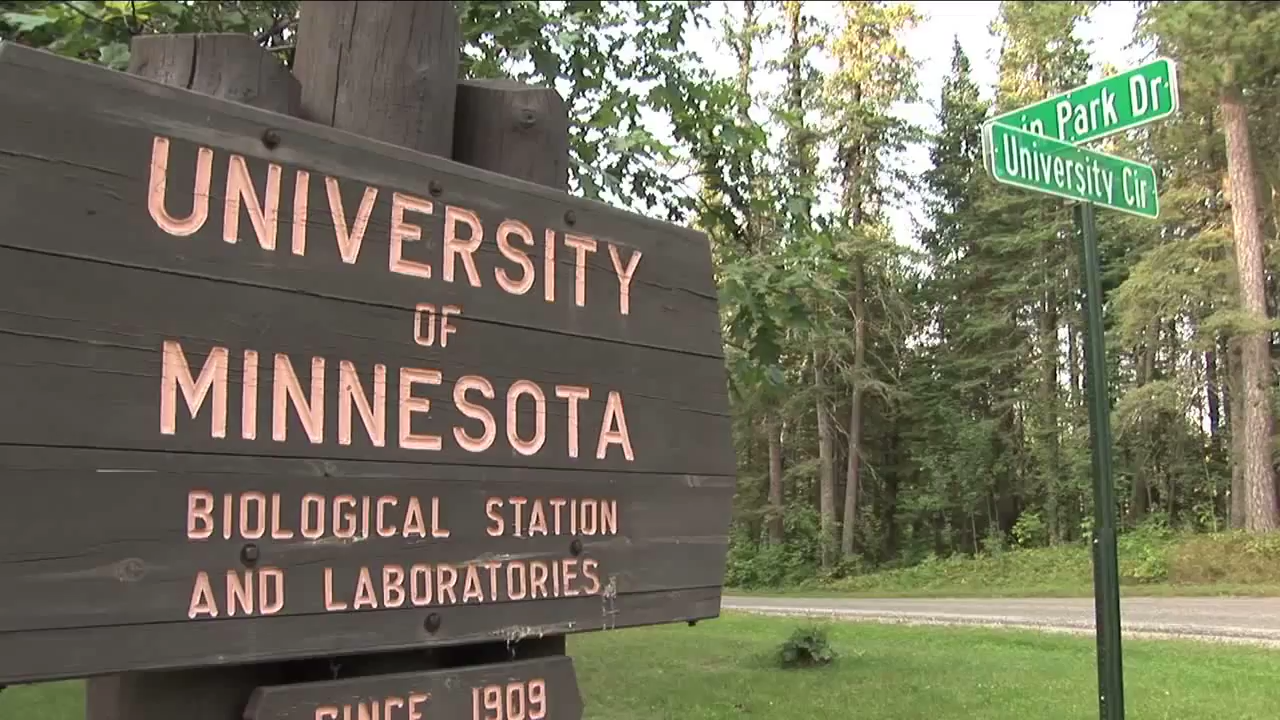 UNIVERSITY
OF
MINNESOTA
BIOLOGICAL STATION
AND LABORATORIES
SINCE 1909
Park Dr
University Cir